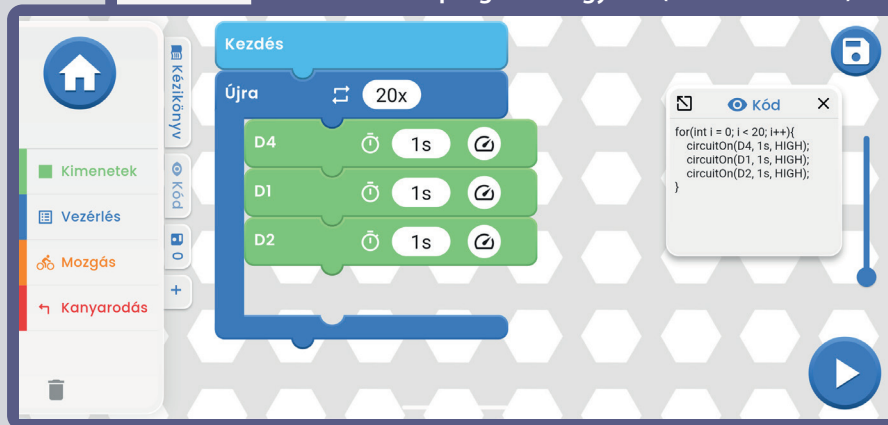 Kézikönyv
Kód
0
+
Kimenetek
Vezérlés
Mozgás
Kanyarodás
Kezdés
Újra 20x
D4 1s
D1 1s
D2 1s
Kód
for(int i = 0; i < 20; i++){
circuitOn(D4, 1s, HIGH);
circuitOn(D1, 1s, HIGH);
circuitOn(D2, 1s, HIGH);
}